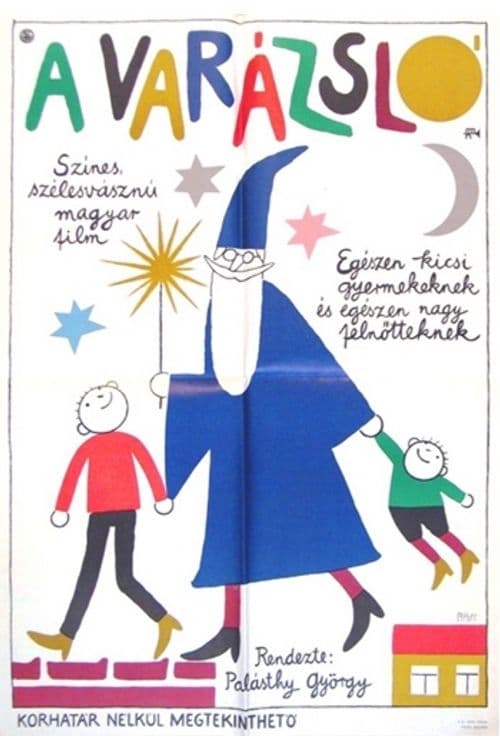 A VARÁZSLÓ
Színes,
szélesvásznú
magyar
film
Egészen kicsi
gyermekeknek
és egészen nagy
felnőtteknek
Rendezte:
Palásthy György
KORHATÁR NÉLKÜL MEGTEKINTHETŐ